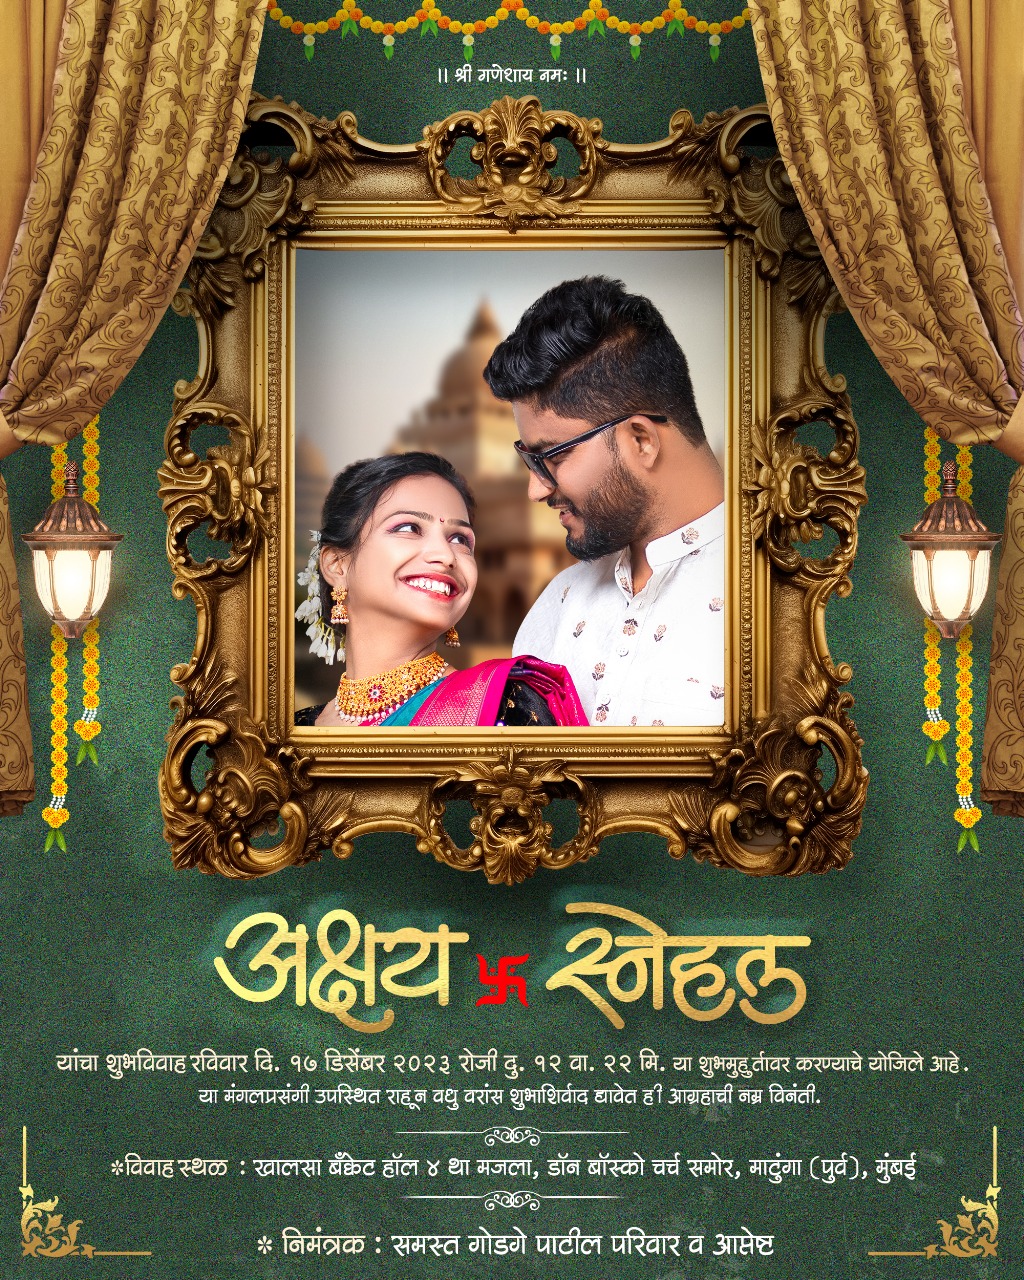 ॥ श्री गणेशाय नमः ॥
अक्षय 卐 स्नेहल
यांचा शुभविवाह रविवार दि. १७ डिसेंबर २०२३ रोजी दु. १२ वा. २२ मि. या शुभमुहुर्तावर करण्याचे योजिले आहे.
या मंगलप्रसंगी उपस्थित राहून वधु वरांस शुभाशिर्वाद द्यावेत ही आग्रहाची नम्र विनंती.
*विवाह स्थळ : खालसा बँक्वेट हॉल ४ था मजला, डॉन बॉस्को चर्च समोर, माटुंगा (पुर्व), मुंबई
* निमंत्रक : समस्त गोडगे पाटील परिवार व आप्तेष्ट